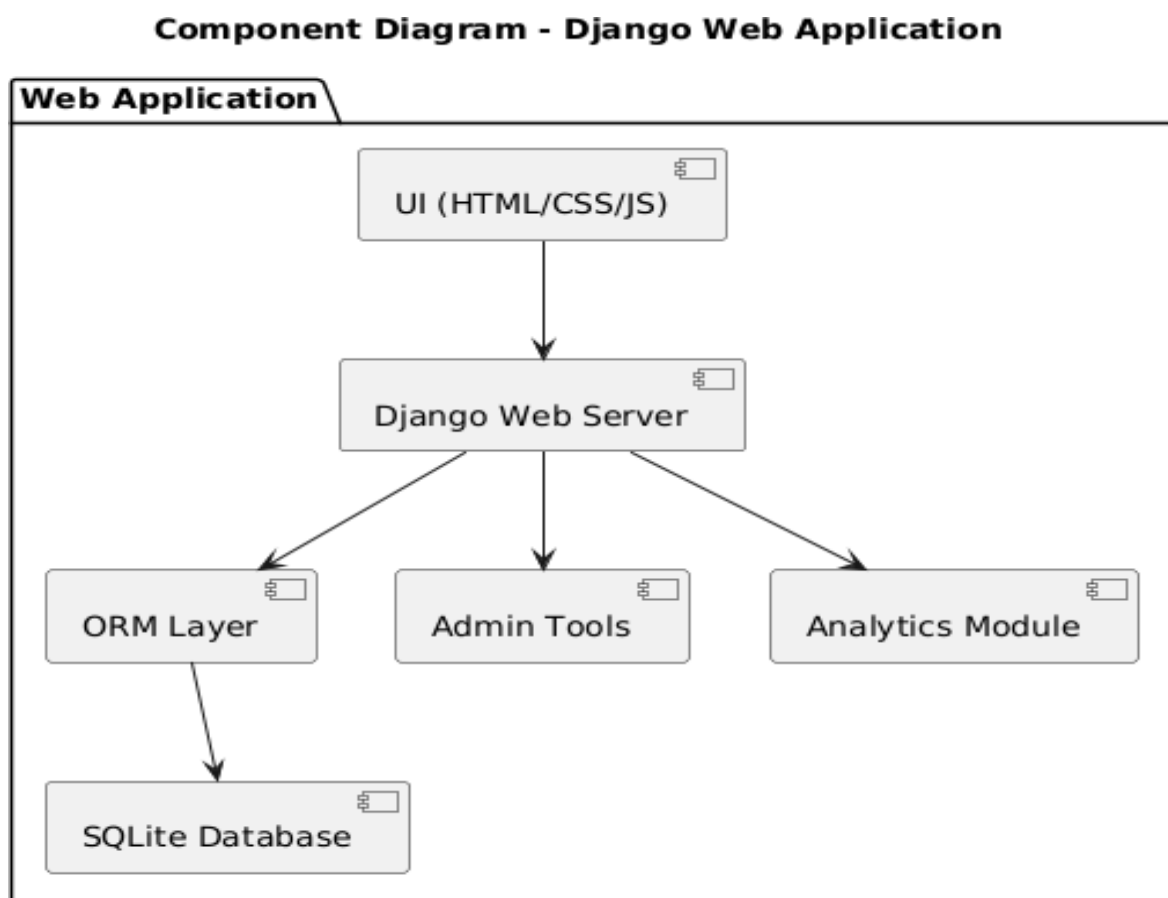 Component Diagram - Django Web Application
Web Application
UI (HTML/CSS/JS)
Django Web Server
ORM Layer
Admin Tools
Analytics Module
SQLite Database